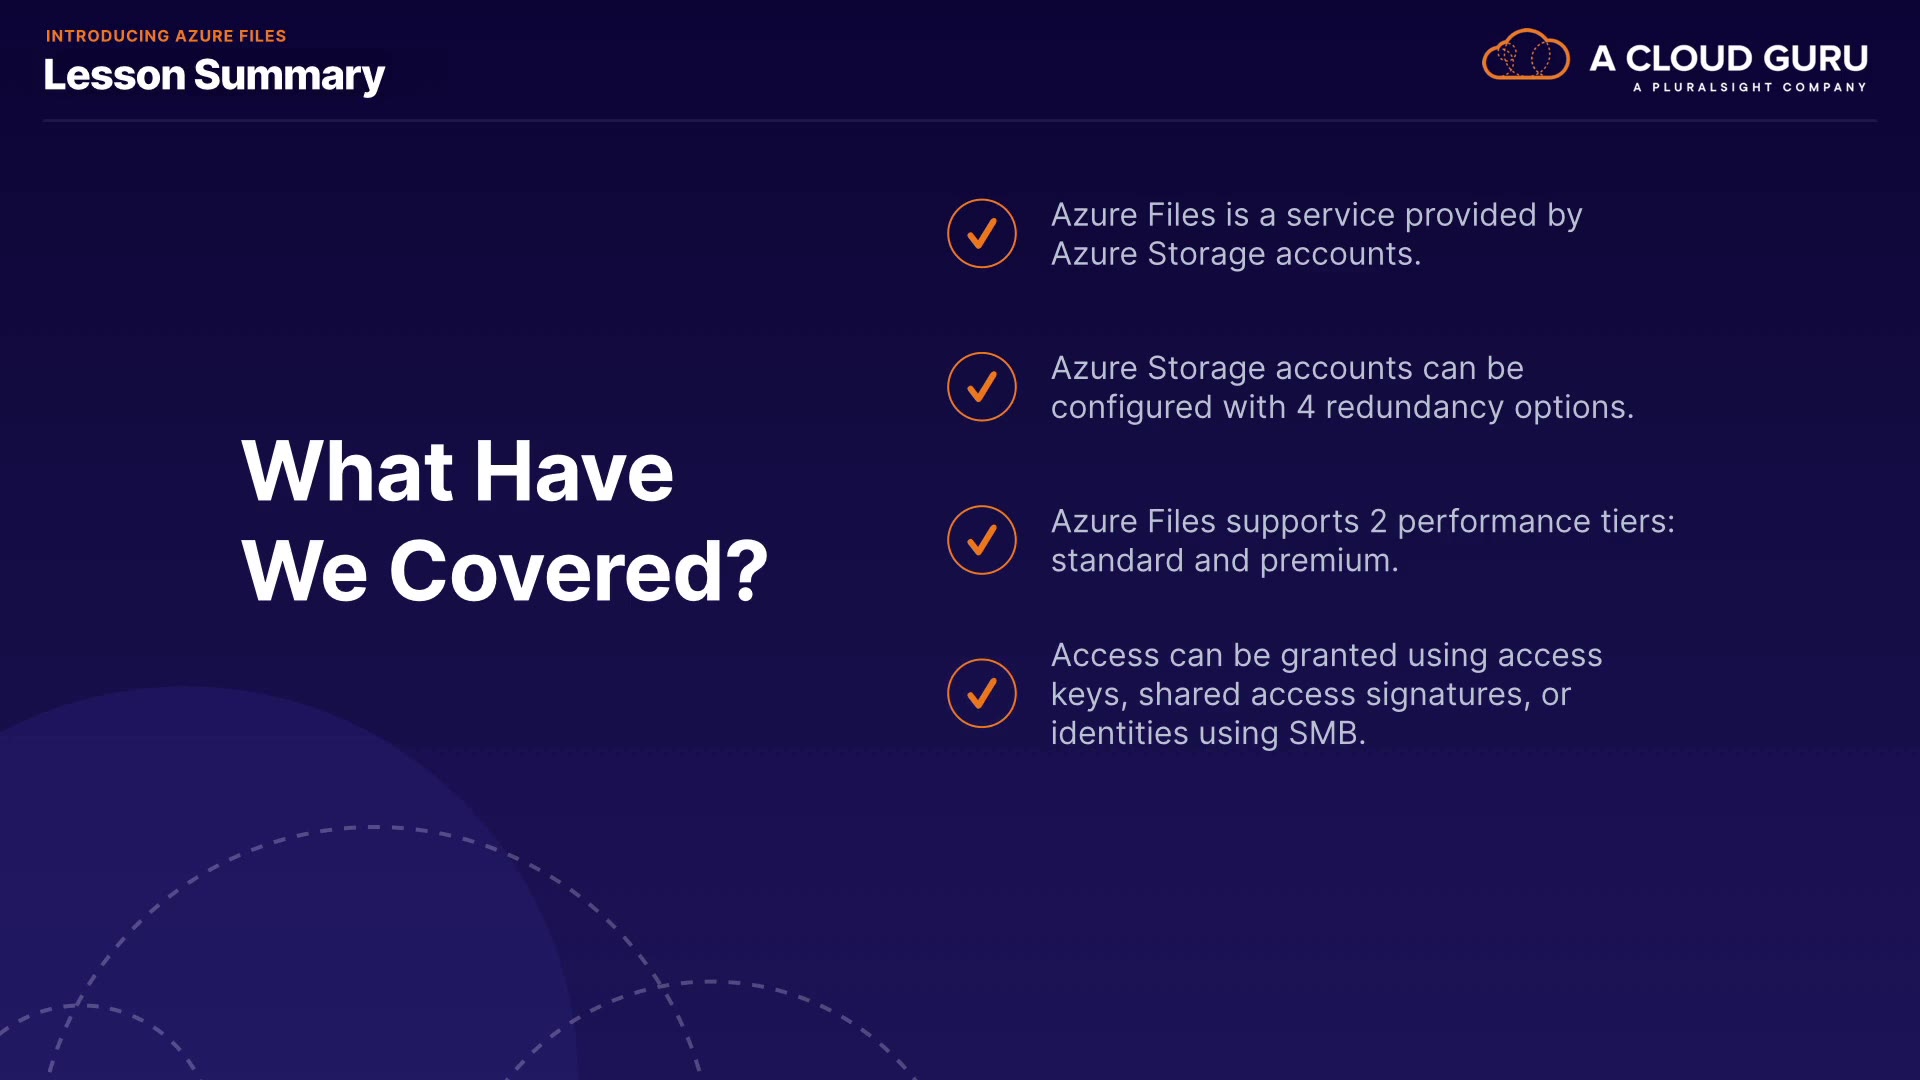 INTRODUCING AZURE FILES
Lesson Summary
A CLOUD GURU
A PLURALSIGHT COMPANY
What Have
We Covered?
Azure Files is a service provided by
Azure Storage accounts.
Azure Storage accounts can be
configured with 4 redundancy options.
Azure Files supports 2 performance tiers:
standard and premium.
Access can be granted using access
keys, shared access signatures, or
identities using SMB.